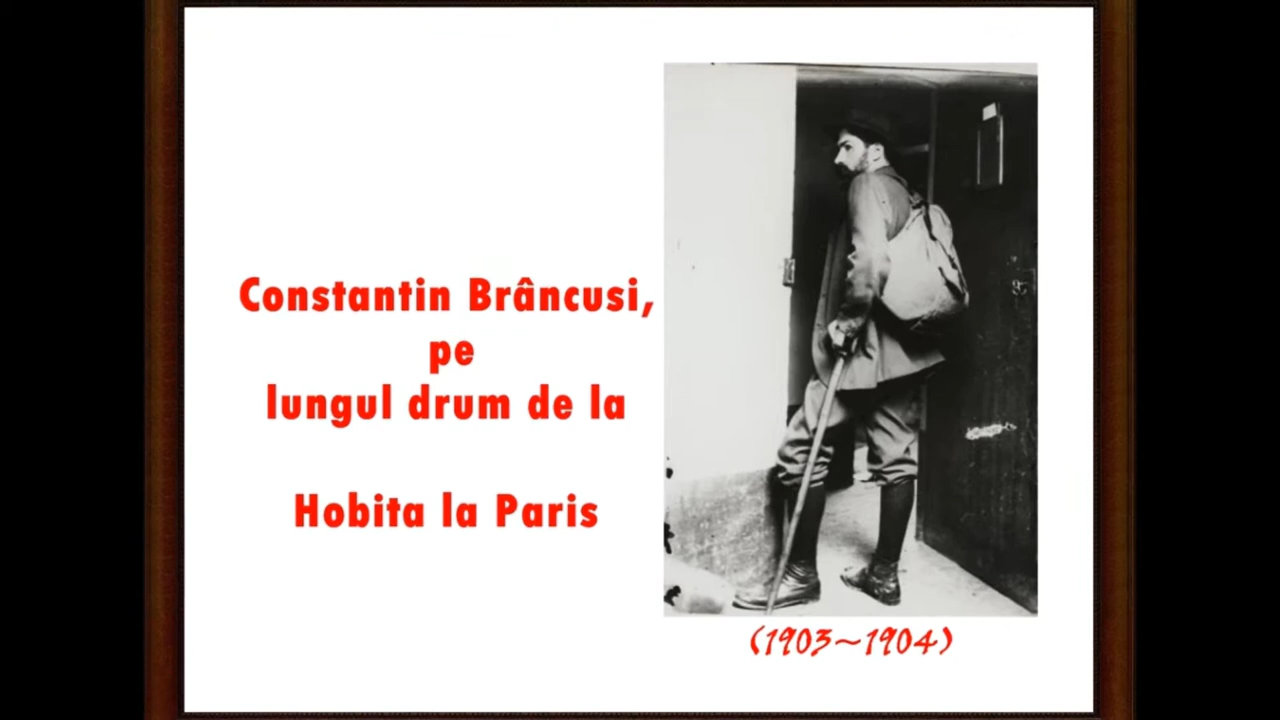 Constantin Brâncusi,
pe
lungul drum de la
Hobita la Paris
(1903~1904)